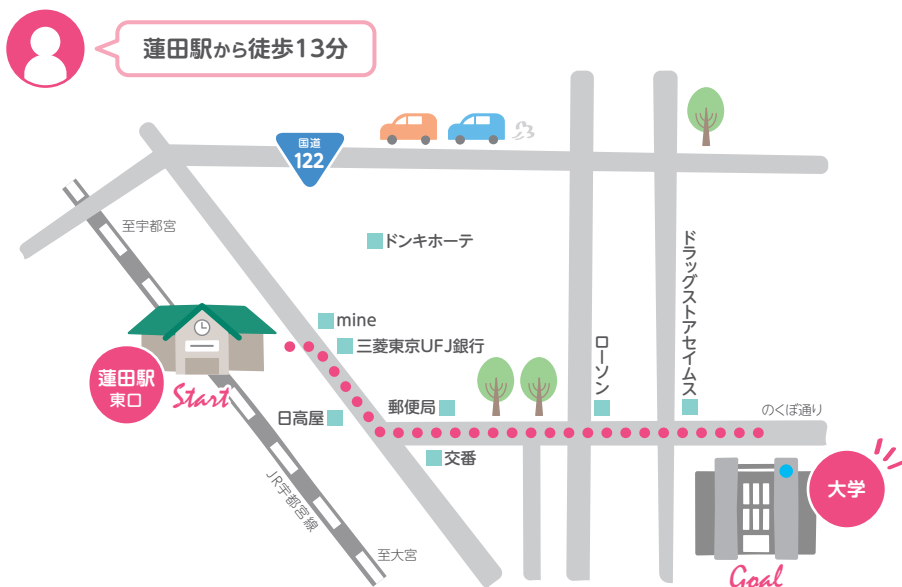 蓮田駅から徒歩13分
国道
122
至宇都宮
ドンキホーテ
ドラッグストアセイムス
mine
三菱東京UFJ銀行
ローソン
蓮田駅
東口
Start
日高屋
郵便局
のくぼ通り
交番
JR宇都宮線
大学
至大宮
Goal